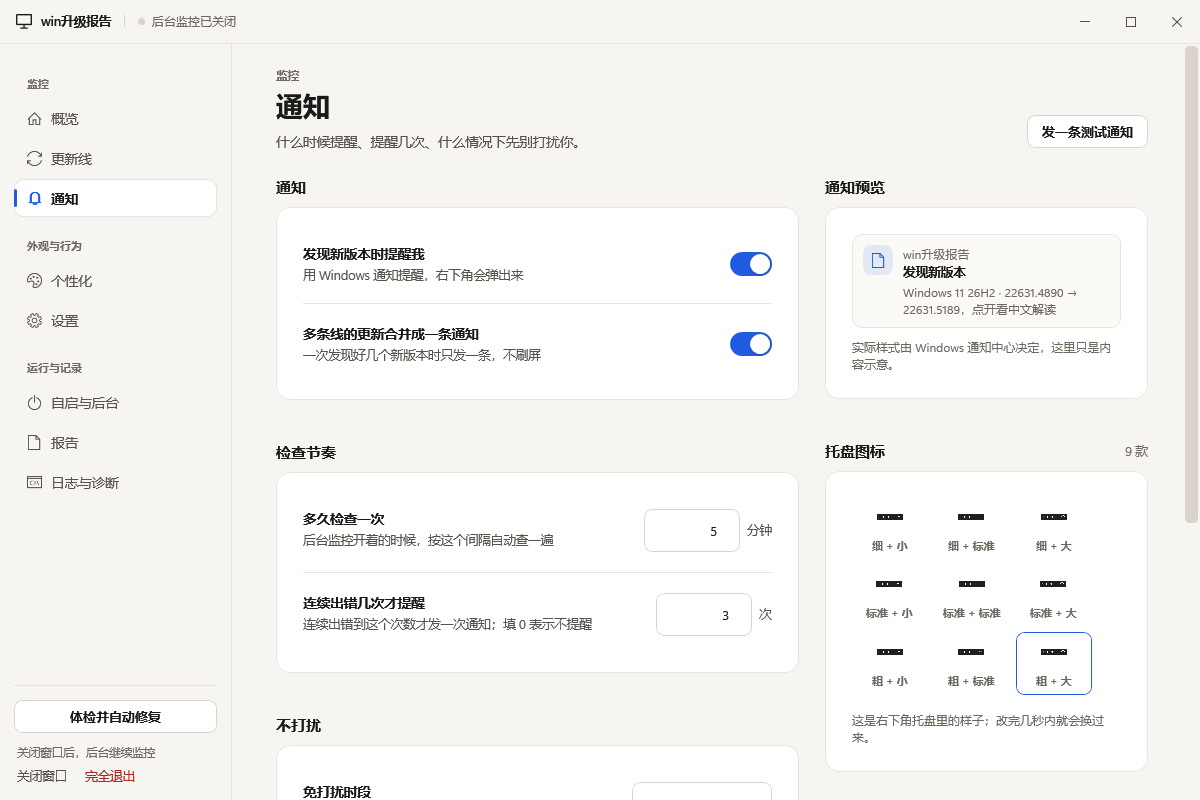 win升级报告
后台监控已关闭
监控
概览
更新线
通知
外观与行为
个性化
设置
运行与记录
自启与后台
报告
日志与诊断
体检并自动修复
关闭窗口后，后台继续监控
关闭窗口 完全退出
监控
通知
什么时候提醒、提醒几次、什么情况下先别打扰你。
发一条测试通知
通知
发现新版本时提醒我
用 Windows 通知提醒，右下角会弹出来
多条线的更新合并成一条通知
一次发现好几个新版本时只发一条，不刷屏
通知预览
win升级报告
发现新版本
Windows 11 26H2 · 22631.4890 →
22631.5189，点开看中文解读
实际样式由 Windows 通知中心决定，这里只是内
容示意。
检查节奏
多久检查一次
后台监控开着的时候，按这个间隔自动查一遍
5 分钟
连续出错几次才提醒
连续出错到这个次数才发一次通知；填 0 表示不提醒
3 次
托盘图标
9 款
细 + 小 细 + 标准 细 + 大
标准 + 小 标准 + 标准 标准 + 大
粗 + 小 粗 + 标准 粗 + 大
这是右下角托盘里的样子；改完几秒内就会换过
来。
不打扰
免打扰时段